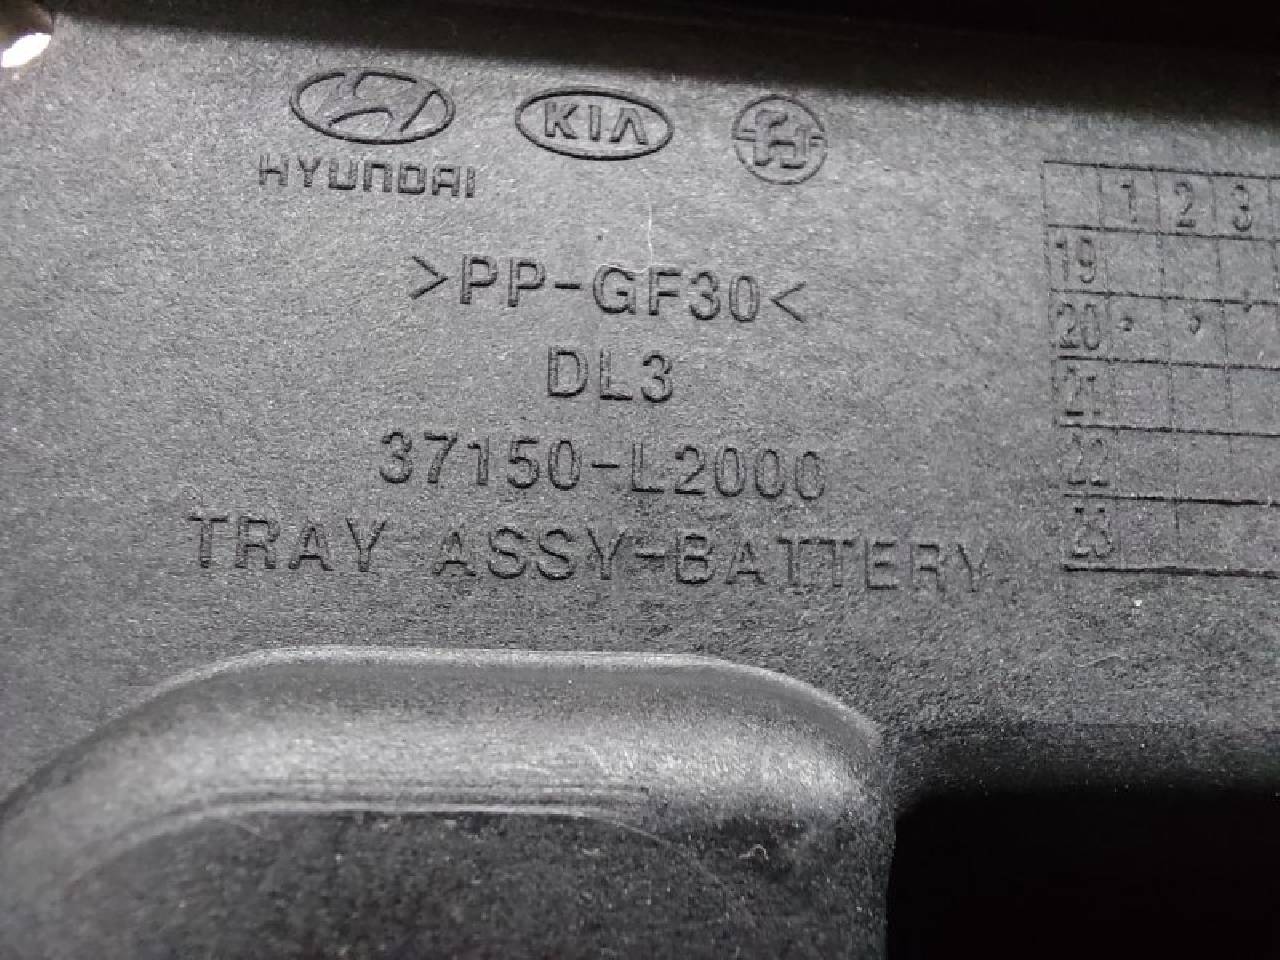 HYUNDAI
KIA
>PP-GF30<
DL3
37150-L2000
TRAY ASSY-BATTERY
1 2 3
19
20
21
22
23